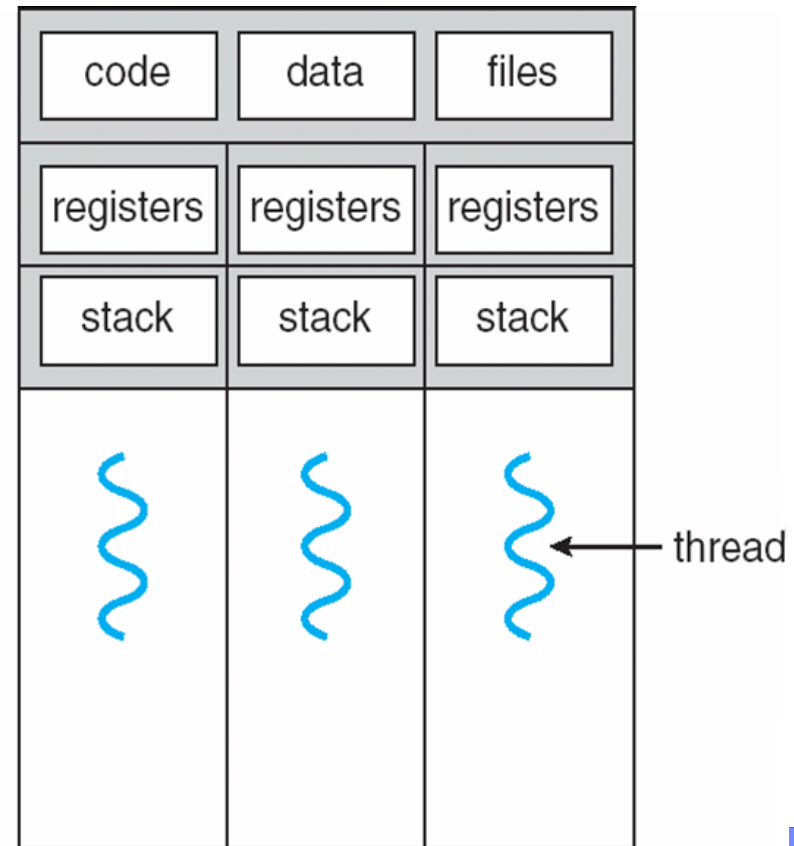 code data files
registers registers registers
stack stack stack
thread